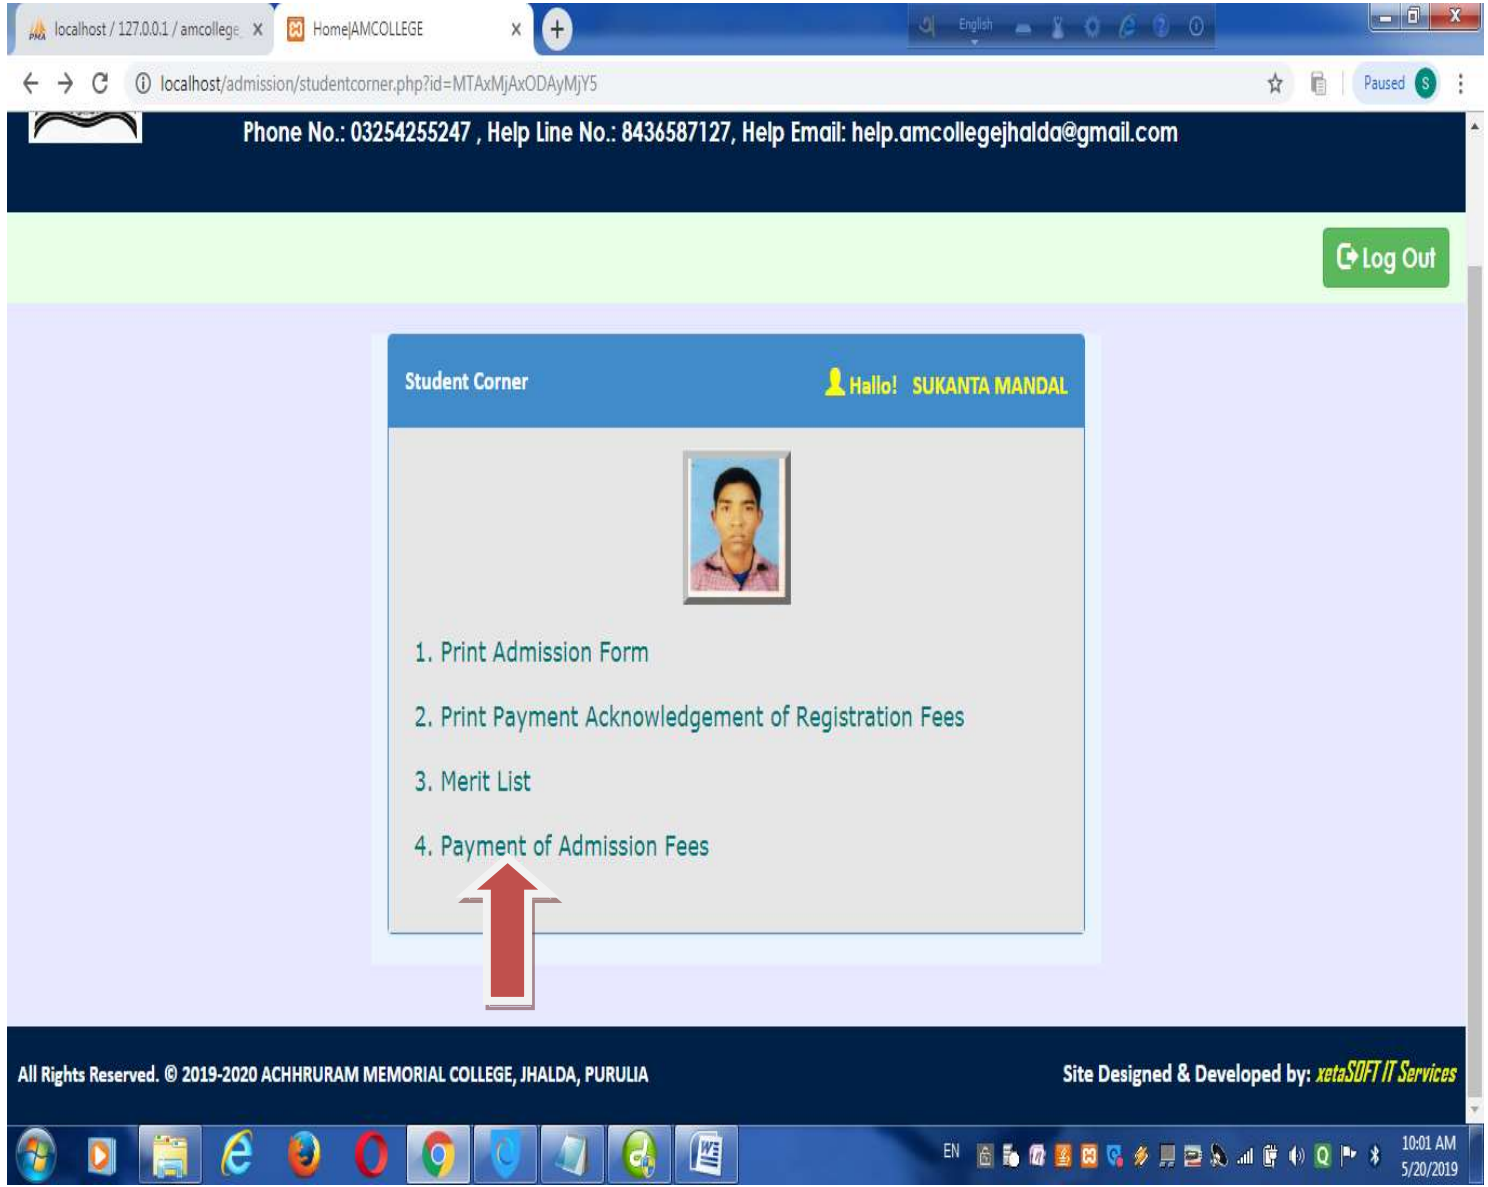 localhost / 127.0.0.1 / amcollege_
Home|AMCOLLEGE
English
localhost/admission/studentcorner.php?id=MTAxMjAxODAyMjY5
Paused
S
Phone No.: 03254255247 , Help Line No.: 8436587127, Help Email: help.amcollegejhalda@gmail.com
Log Out
Student Corner
Hallo! SUKANTA MANDAL
1. Print Admission Form
2. Print Payment Acknowledgement of Registration Fees
3. Merit List
4. Payment of Admission Fees
All Rights Reserved. © 2019-2020 ACHHRURAM MEMORIAL COLLEGE, JHALDA, PURULIA
Site Designed & Developed by: xetaSOFT IT Services
EN
10:01 AM
5/20/2019